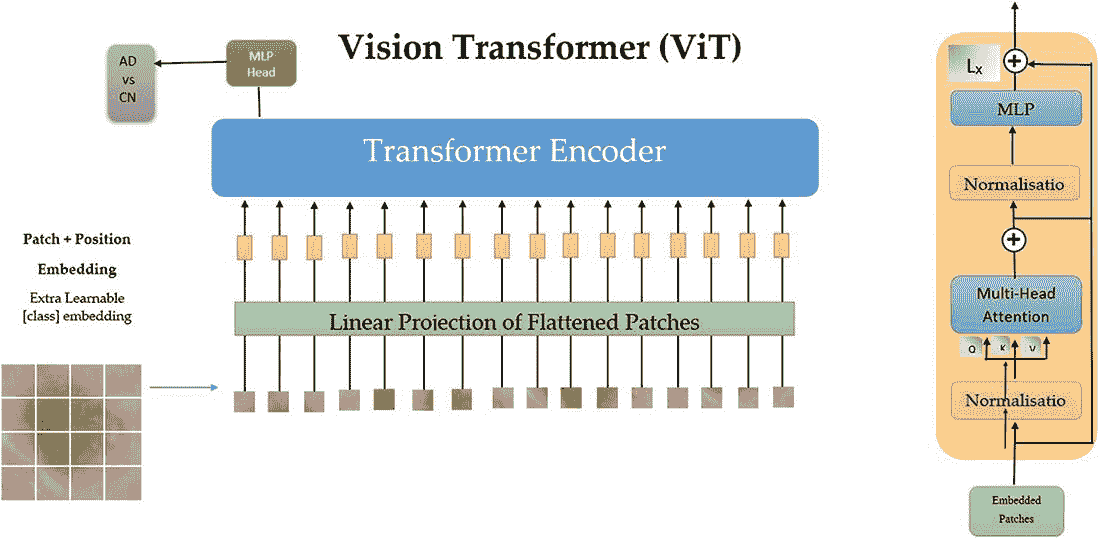 Vision Transformer (ViT)
AD
vs
CN
MLP
Head
Transformer Encoder
Patch + Position
Embedding
Extra Learnable
[class] embedding
Linear Projection of Flattened Patches
Lx
MLP
Normalisatio
Multi-Head
Attention
Q K V
Normalisatio
Embedded
Patches